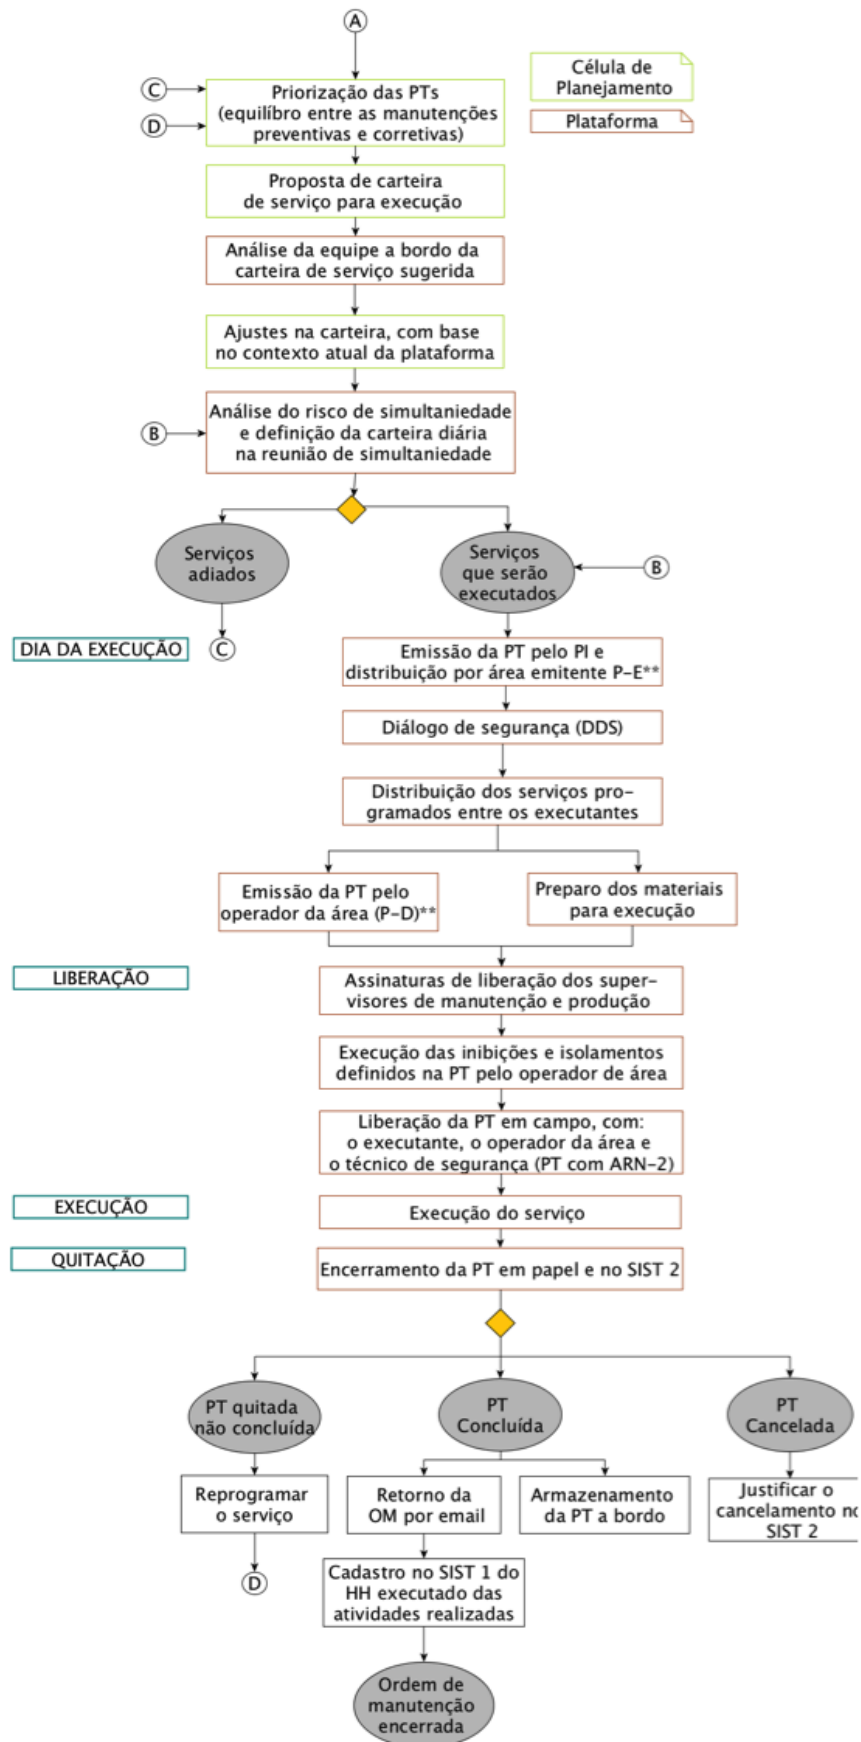 A
C
D
Priorização das PTs
(equilíbro entre as manutenções
preventivas e corretivas)
Célula de
Planejamento
Plataforma
Proposta de carteira
de serviço para execução
Análise da equipe a bordo da
carteira de serviço sugerida
Ajustes na carteira, com base
no contexto atual da plataforma
B
Análise do risco de simultaniedade
e definição da carteira diária
na reunião de simultaniedade
Serviços
adiados
C
Serviços
que serão
executados
B
DIA DA EXECUÇÃO
Emissão da PT pelo PI e
distribuição por área emitente P-E**
Diálogo de segurança (DDS)
Distribuição dos serviços pro-
gramados entre os executantes
Emissão da PT pelo
operador da área (P-D)**
Preparo dos materiais
para execução
LIBERAÇÃO
Assinaturas de liberação dos super-
visores de manutenção e produção
Execução das inibições e isolamentos
definidos na PT pelo operador de área
Liberação da PT em campo, com:
o executante, o operador da área e
o técnico de segurança (PT com ARN-2)
EXECUÇÃO
Execução do serviço
QUITAÇÃO
Encerramento da PT em papel e no SIST 2
PT quitada
não concluída
PT
Concluída
PT
Cancelada
Reprogramar
o serviço
D
Retorno da
OM por email
Armazenamento
da PT a bordo
Justificar o
cancelamento no
SIST 2
Cadastro no SIST 1 do
HH executado das
atividades realizadas
Ordem de
manutenção
encerrada